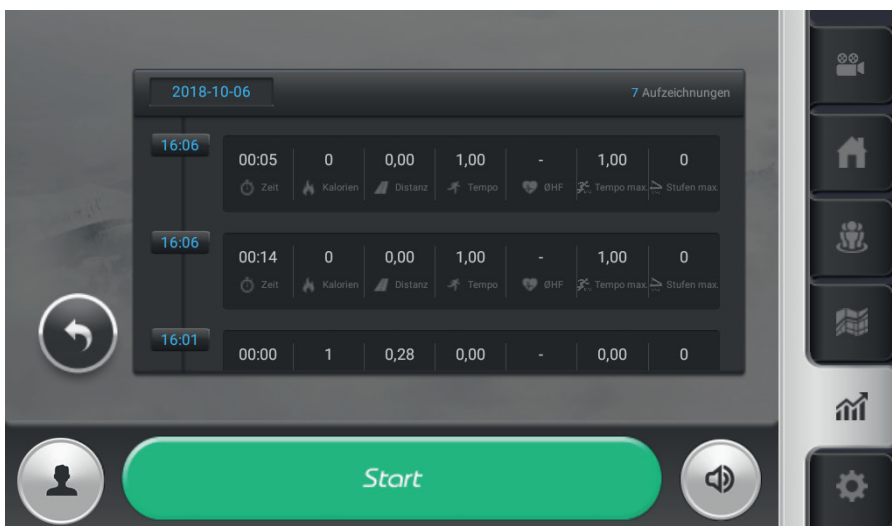 2018-10-06 7 Aufzeichnungen
16:06
00:05 0 0,00 1,00 - 1,00 0
Zeit Kalorien Distanz Tempo ØHF Tempo max. Stufen max.
16:06
00:14 0 0,00 1,00 - 1,00 0
Zeit Kalorien Distanz Tempo ØHF Tempo max. Stufen max.
16:01
00:00 1 0,28 0,00 - 0,00 0
Start